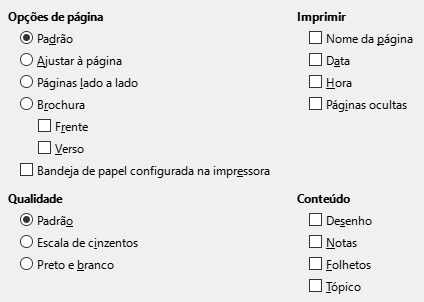 Opções de página
Padrão
Ajustar à página
Páginas lado a lado
Brochura
Frente
Verso
Bandeja de papel configurada na impressora
Imprimir
Nome da página
Data
Hora
Páginas ocultas
Qualidade
Padrão
Escala de cinzentos
Preto e branco
Conteúdo
Desenho
Notas
Folhetos
Tópico